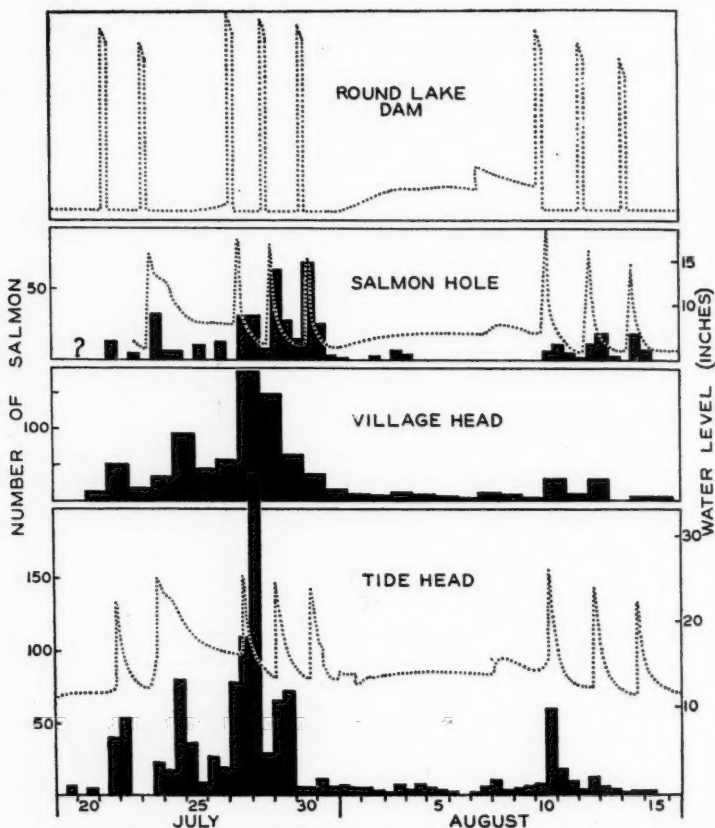 ROUND LAKE
DAM
SALMON HOLE
50
?
15
10
VILLAGE HEAD
100
TIDE HEAD
150
100
50
30
20
10
NUMBER OF SALMON
WATER LEVEL (INCHES)
20 25 30 5 10 15
JULY AUGUST